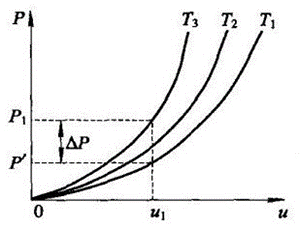 P T₃ T₂ T₁
P₁
ΔP
P′
0 u₁ u